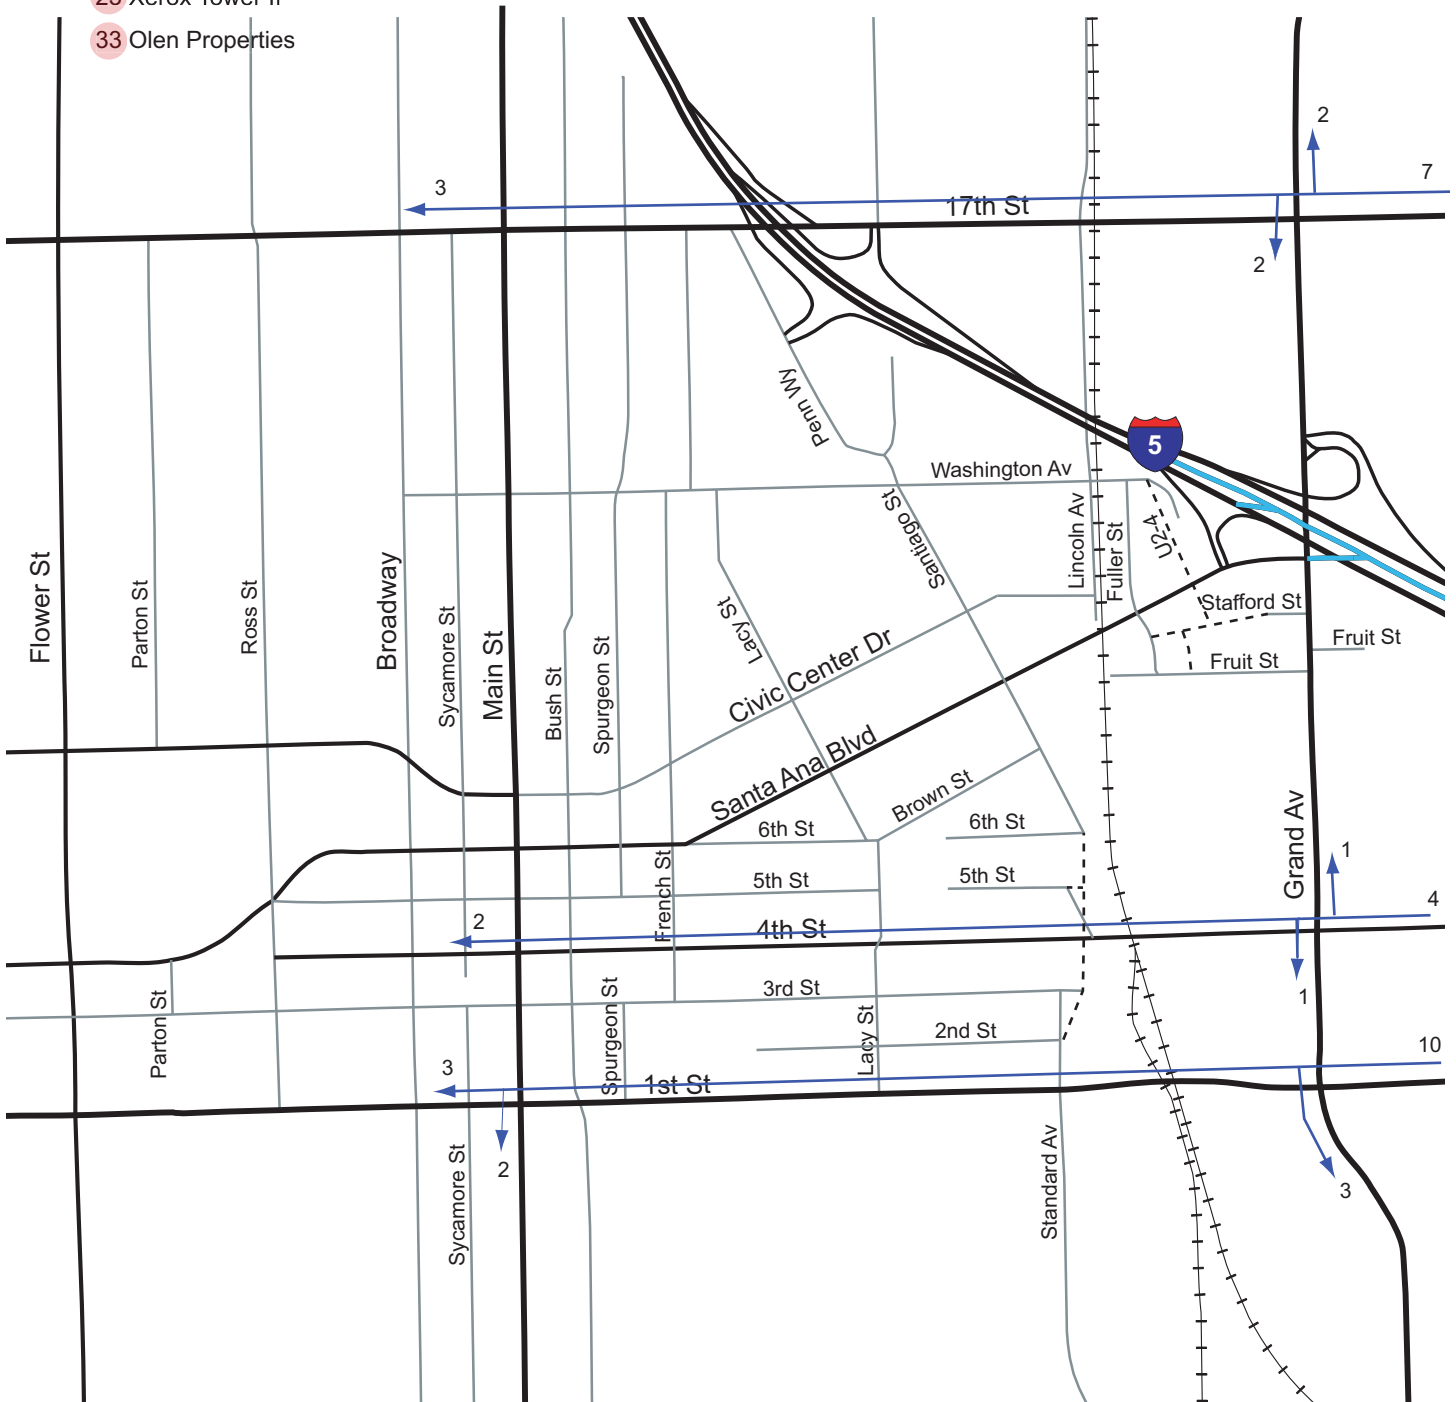 23 Xerox Tower II
33 Olen Properties
2
7
3
17th St
2
5
Penn Wy
Washington Av
Santiago St
Lincoln Av
Fuller St
U2-4
Flower St
Parton St
Ross St
Broadway
Sycamore St
Main St
Bush St
Spurgeon St
Lacy St
Civic Center Dr
Stafford St
Fruit St
Fruit St
Santa Ana Blvd
Brown St
6th St
6th St
Grand Av
1
5th St
5th St
French St
4
2
4th St
1
3rd St
Parton St
Spurgeon St
Lacy St
2nd St
10
3
1st St
2
Sycamore St
Standard Av
3